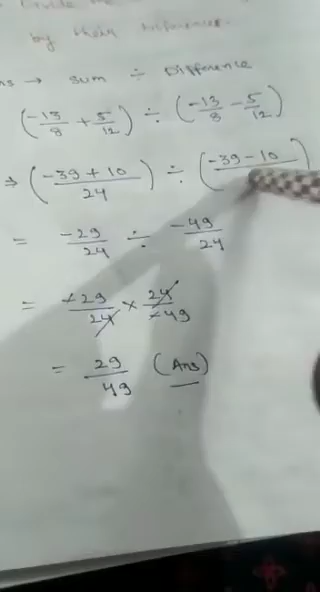 by their difference.
→ Sum ÷ Difference
(-13/8 + 5/12) ÷ (-13/8 - 5/12)
⇒ (-39 + 10/24) ÷ (-39 - 10
= -29/24 ÷ -49/24
= -29/24 × 24/-49
= 29/49 (Ans)